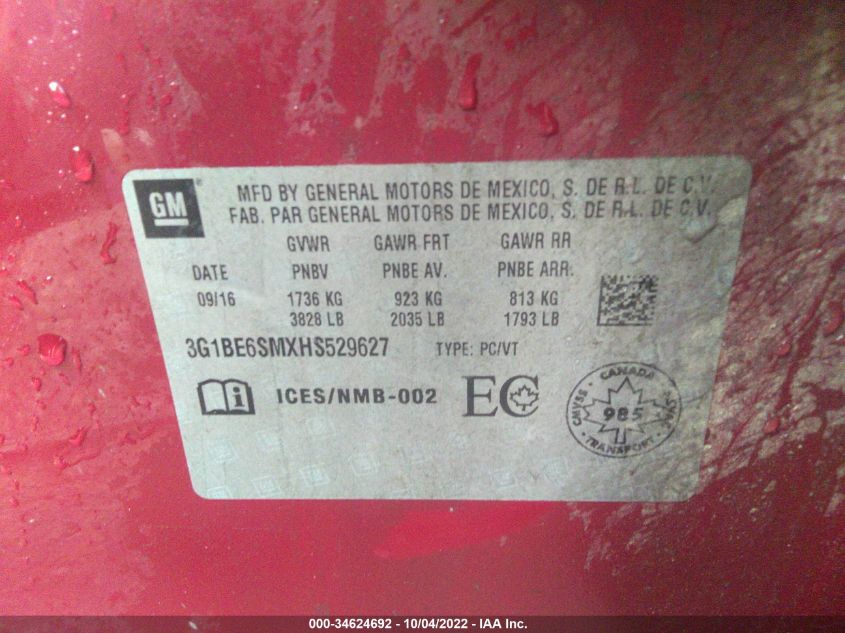 GM
MFD BY GENERAL MOTORS DE MEXICO, S. DE R.L. DE C.V.
FAB. PAR GENERAL MOTORS DE MEXICO, S. DE R.L. DE C.V.
GVWR GAWR FRT GAWR RR
DATE PNBV PNBE AV. PNBE ARR.
09/16 1736 KG 923 KG 813 KG
3828 LB 2035 LB 1793 LB
3G1BE6SMXHS529627 TYPE: PC/VT
ICES/NMB-002 EC
CANADA
CMVSS 985 NSVAC
TRANSPORT
000-34624692 - 10/04/2022 - IAA Inc.